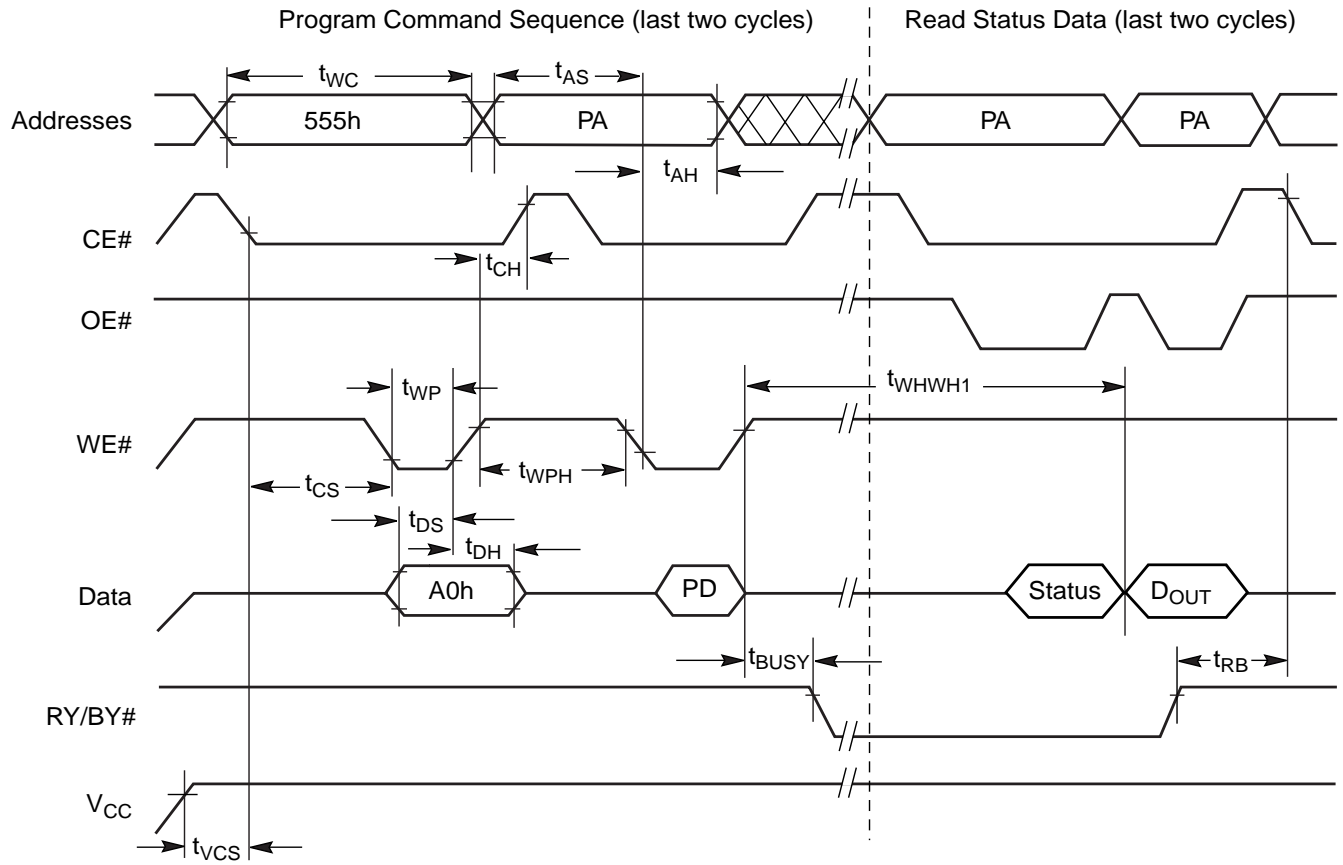 Program Command Sequence (last two cycles)
Read Status Data (last two cycles)
tWC
tAS
Addresses
555h
PA
PA
PA
tAH
CE#
tCH
OE#
tWP
tWHWH1
WE#
tCS
tWPH
tDS
tDH
Data
A0h
PD
Status
DOUT
tBUSY
tRB
RY/BY#
VCC
tVCS